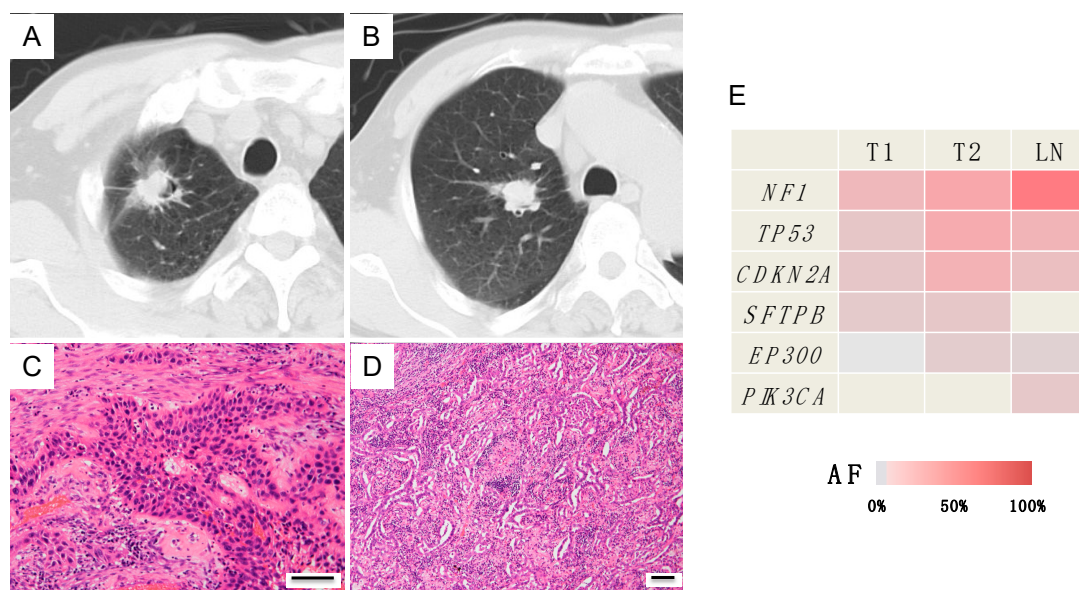 A
B
C
D
E
T1 T2 LN
NF1
TP53
CDKN2A
SFTPB
EP300
PIK3CA
AF
0% 50% 100%